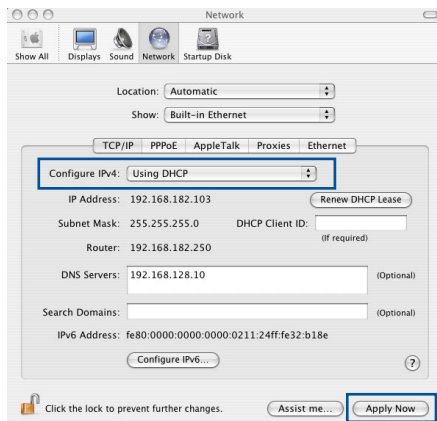 Network
Show All Displays Sound Network Startup Disk
Location: Automatic
Show: Built-in Ethernet
TCP/IP PPPoE AppleTalk Proxies Ethernet
Configure IPv4: Using DHCP
IP Address: 192.168.182.103 Renew DHCP Lease
Subnet Mask: 255.255.255.0 DHCP Client ID:
(If required)
Router: 192.168.182.250
DNS Servers: 192.168.128.10 (Optional)
Search Domains: (Optional)
IPv6 Address: fe80:0000:0000:0000:0211:24ff:fe32:b18e
Configure IPv6... ?
Click the lock to prevent further changes. Assist me... Apply Now